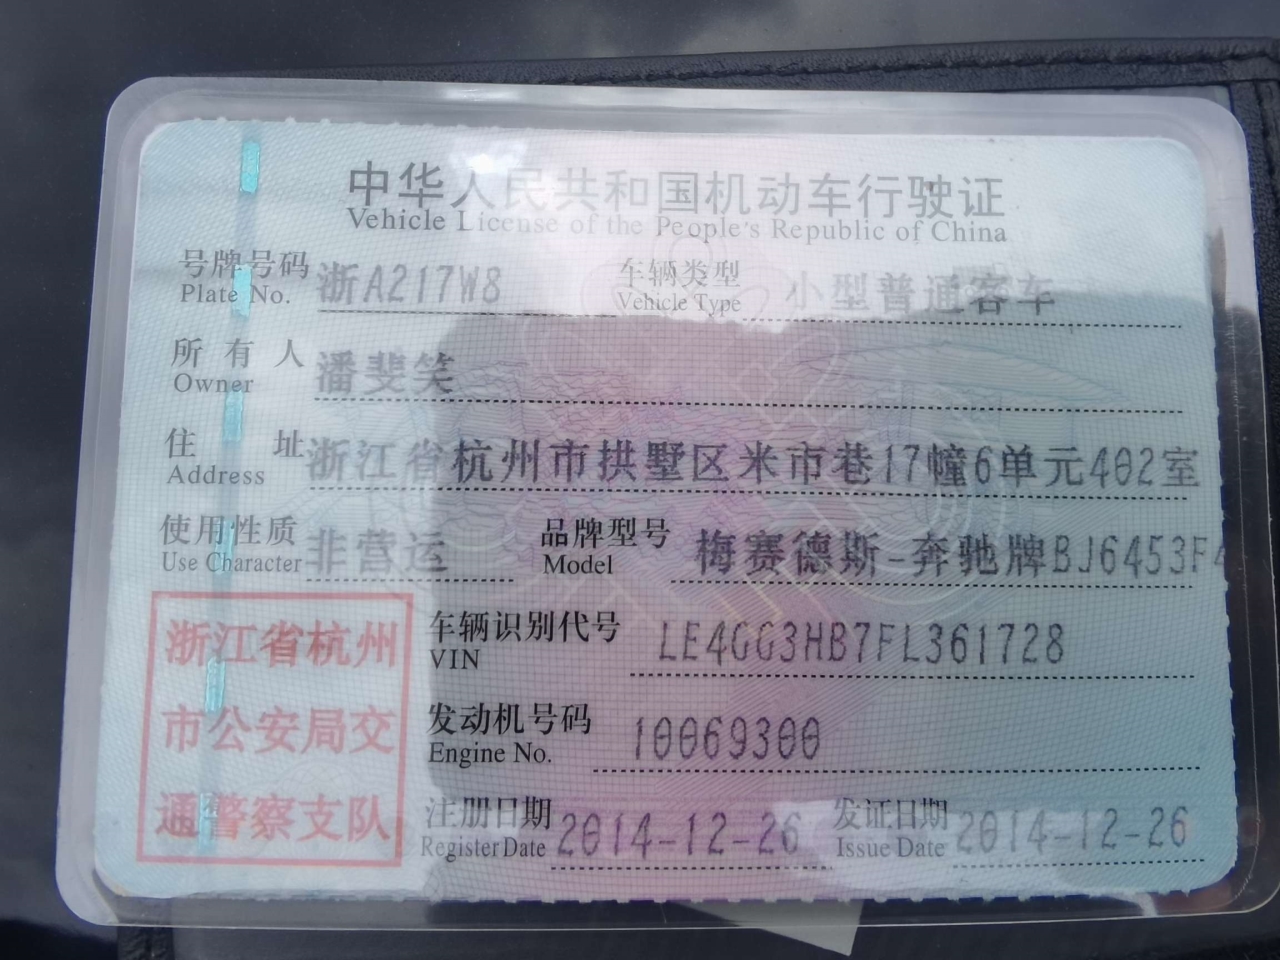 中华人民共和国机动车行驶证
Vehicle License of the People's Republic of China
号牌号码 浙A217W8 车辆类型 小型普通客车
Plate No. Vehicle Type
所有人 潘斐笑
Owner
住址 浙江省杭州市拱墅区米市巷17幢6单元402室
Address
使用性质 非营运 品牌型号 梅赛德斯-奔驰牌BJ6453F
Use Character Model
浙江省杭州
市公安局交
通警察支队
车辆识别代号 LE4GG3HB7FL361728
VIN
发动机号码 10069300
Engine No.
注册日期 2014-12-26 发证日期 2014-12-26
Register Date Issue Date